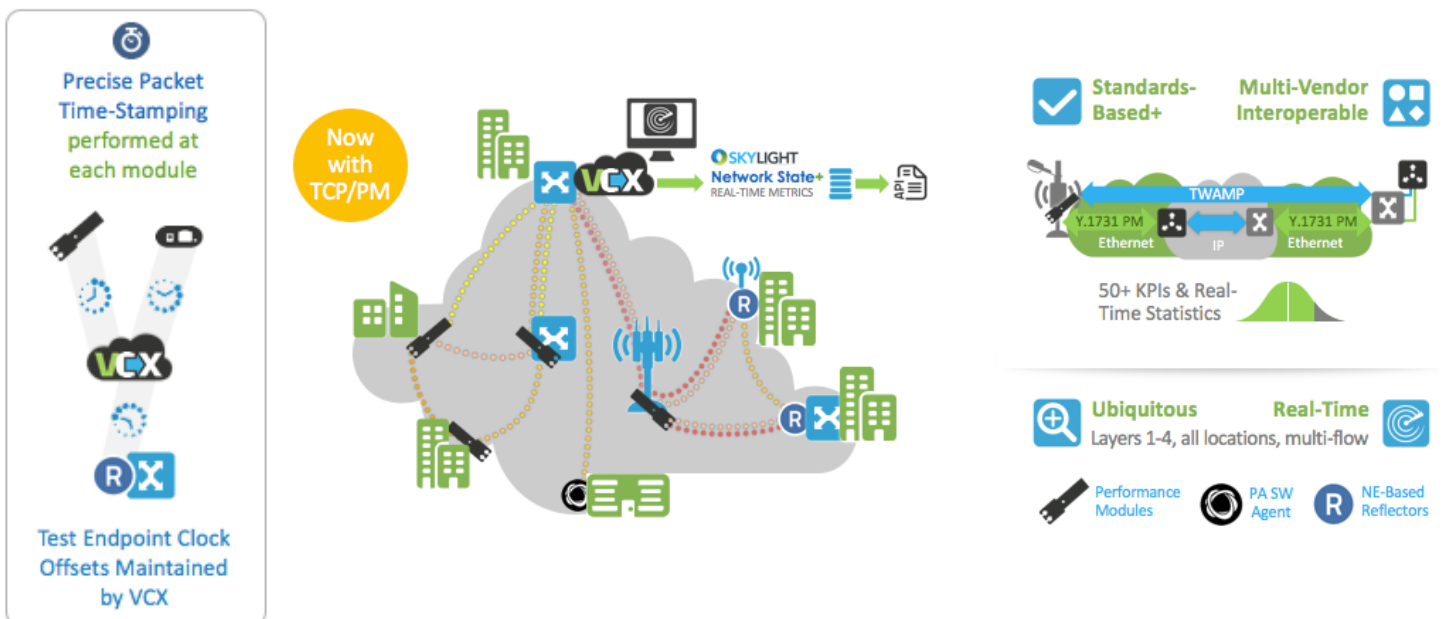 Precise Packet
Time-Stamping
performed at
each module
VCX
R
Test Endpoint Clock
Offsets Maintained
by VCX
Now
with
TCP/PM
VCX
SKYLIGHT
Network State+
REAL-TIME METRICS
API
R
R
Standards-
Based+
Multi-Vendor
Interoperable
TWAMP
Y.1731 PM
Y.1731 PM
Ethernet
IP
Ethernet
50+ KPIs & Real-
Time Statistics
Ubiquitous
Real-Time
Layers 1-4, all locations, multi-flow
Performance
Modules
PA SW
Agent
R
NE-Based
Reflectors